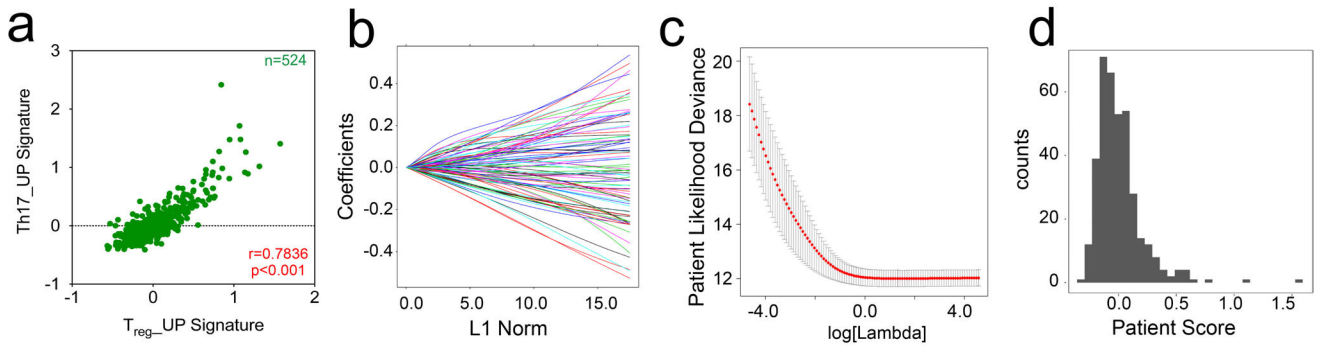 a
Th17_UP Signature
3
2
1
0
-1
n=524
r=0.7836
p<0.001
-1 0 1 2
Treg_UP Signature
b
Coefficients
0.4
0.2
0.0
-0.2
-0.4
0.0 5.0 10.0 15.0
L1 Norm
c
Patient Likelihood Deviance
20
18
16
14
12
-4.0 0 2.0 4.0
log[Lambda]
d
counts
60
40
20
0
0.0 0.5 1.0 1.5
Patient Score